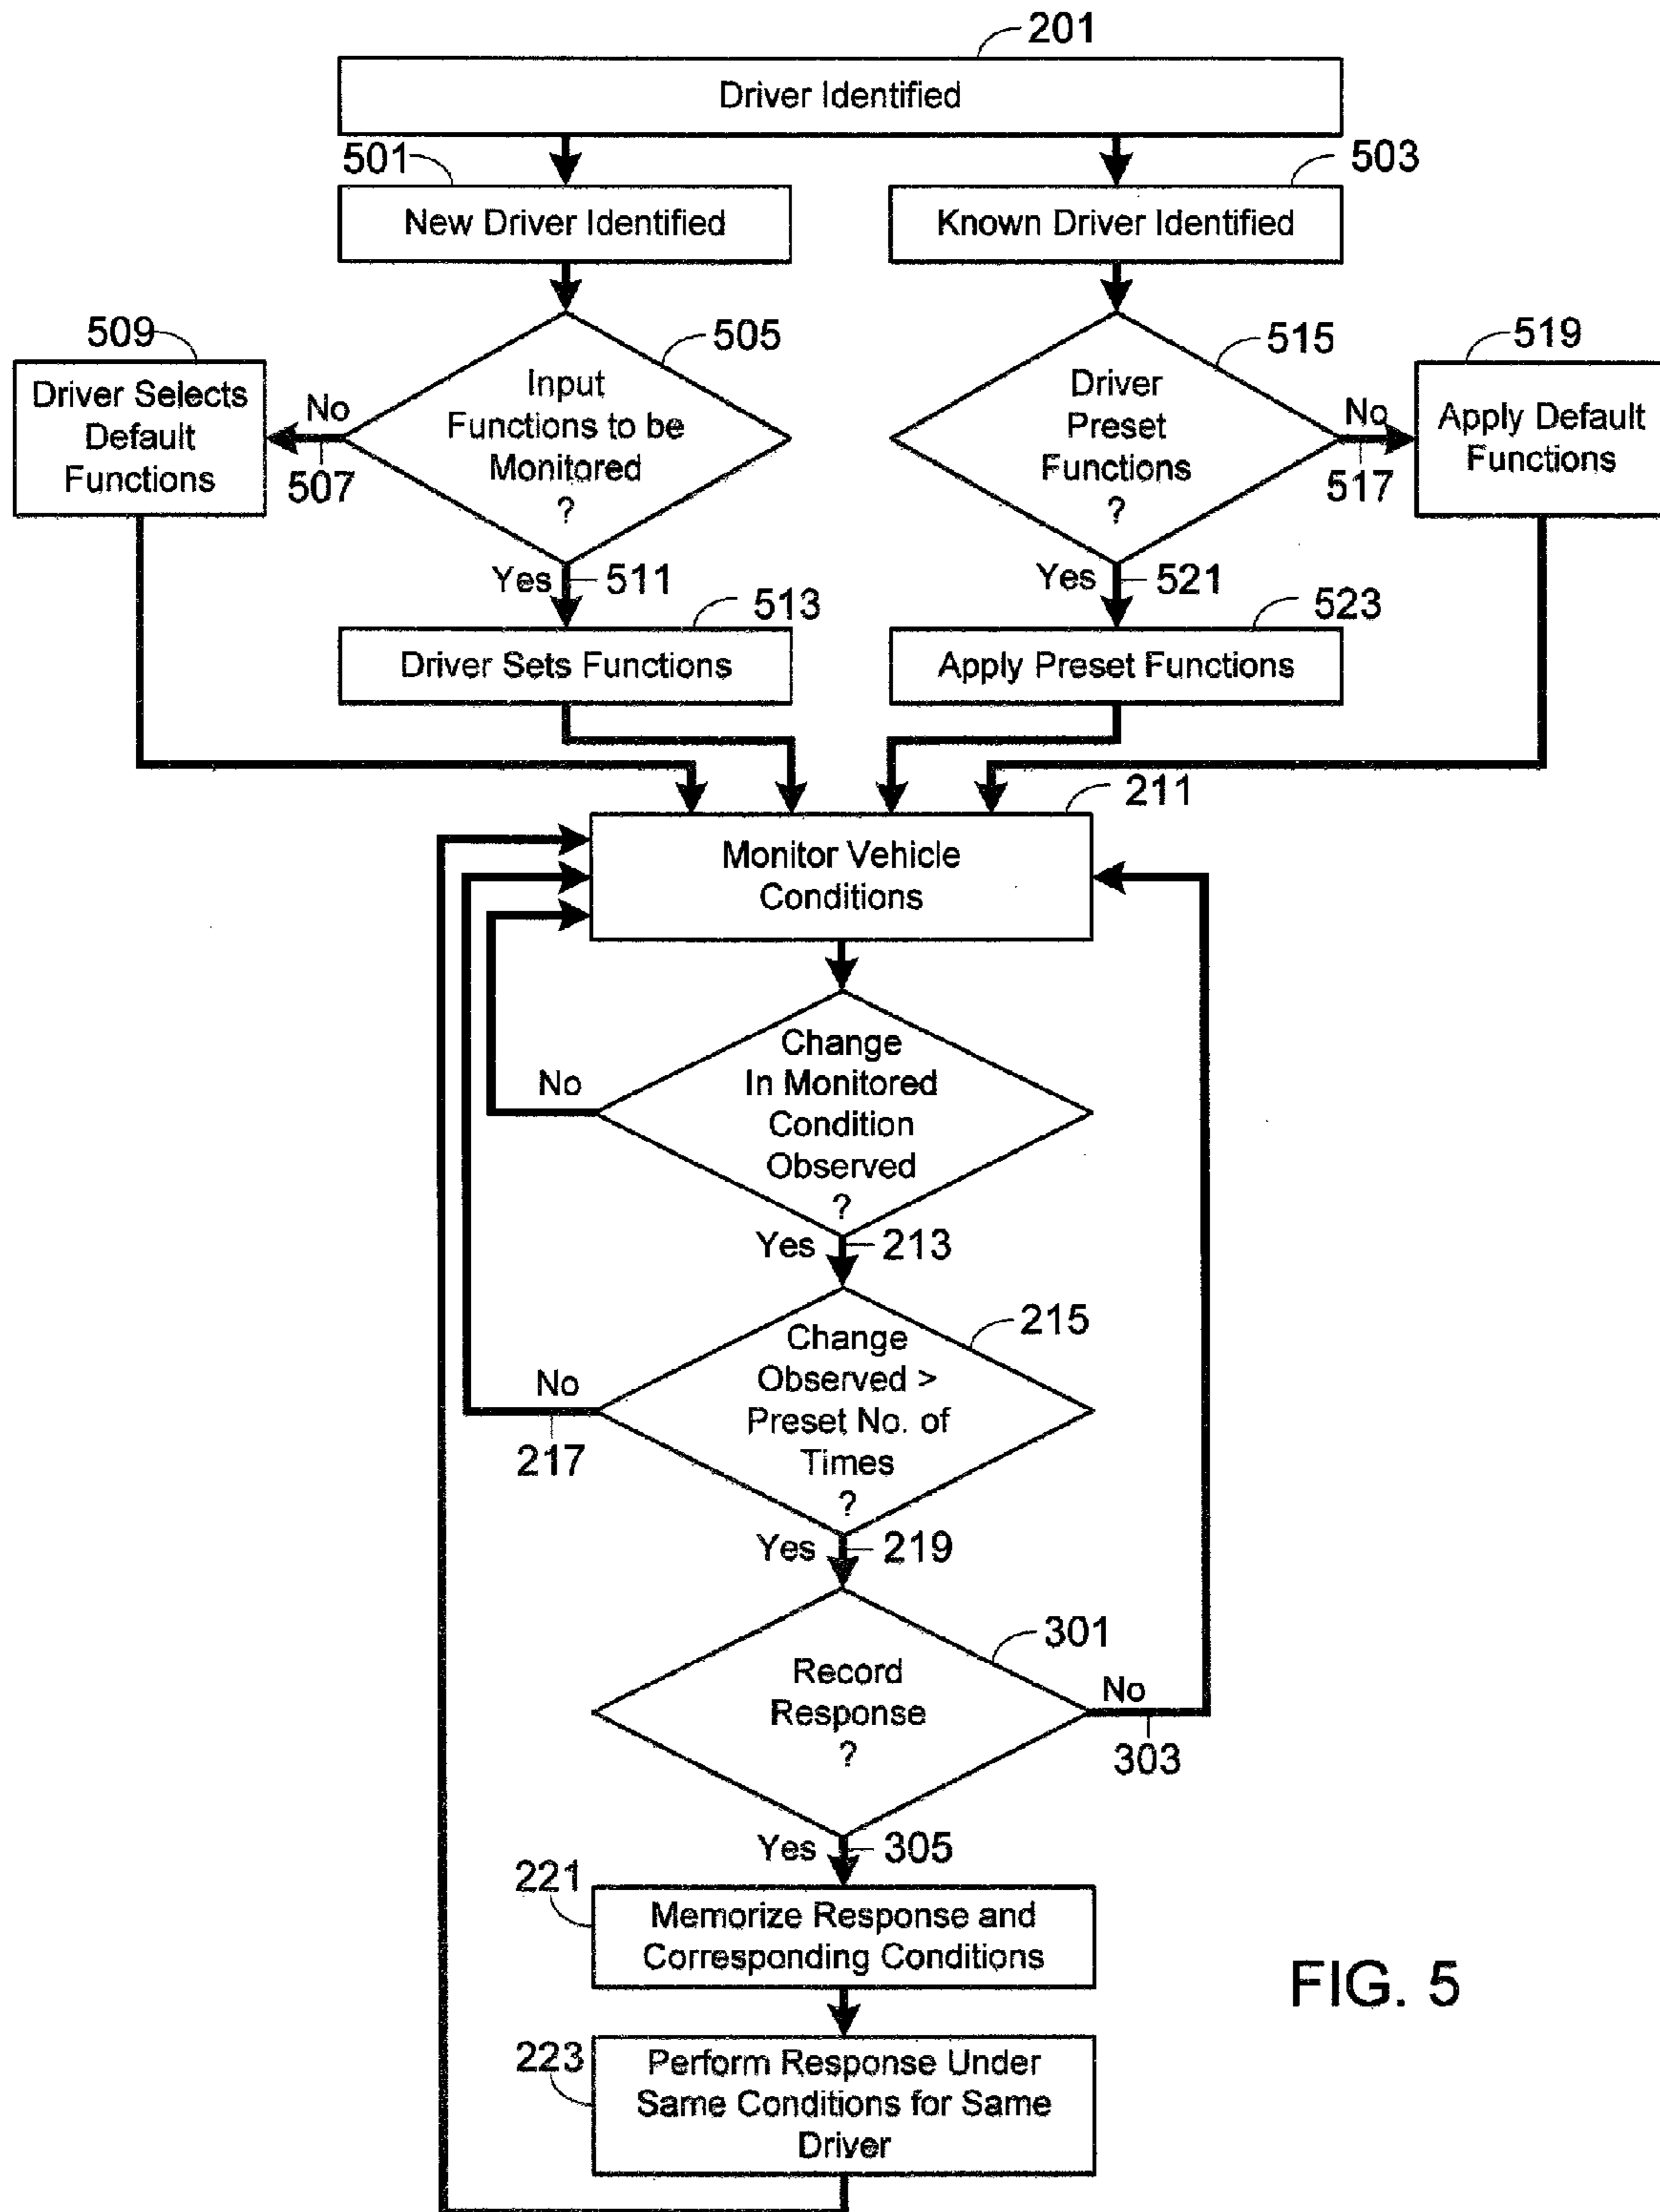 201
Driver Identified
501
503
New Driver Identified
Known Driver Identified
509
505
515
519
Driver Selects
Default
Functions
No
507
Input
Functions to be
Monitored
?
Driver
Preset
Functions
?
No
517
Apply Default
Functions
Yes
511
Yes
521
513
523
Driver Sets Functions
Apply Preset Functions
211
Monitor Vehicle
Conditions
Change
In Monitored
Condition
Observed
?
No
Yes
213
215
Change
Observed >
Preset No. of
Times
?
No
217
Yes
219
301
Record
Response
?
No
303
Yes
305
221
Memorize Response and
Corresponding Conditions
223
Perform Response Under
Same Conditions for Same
Driver
FIG. 5